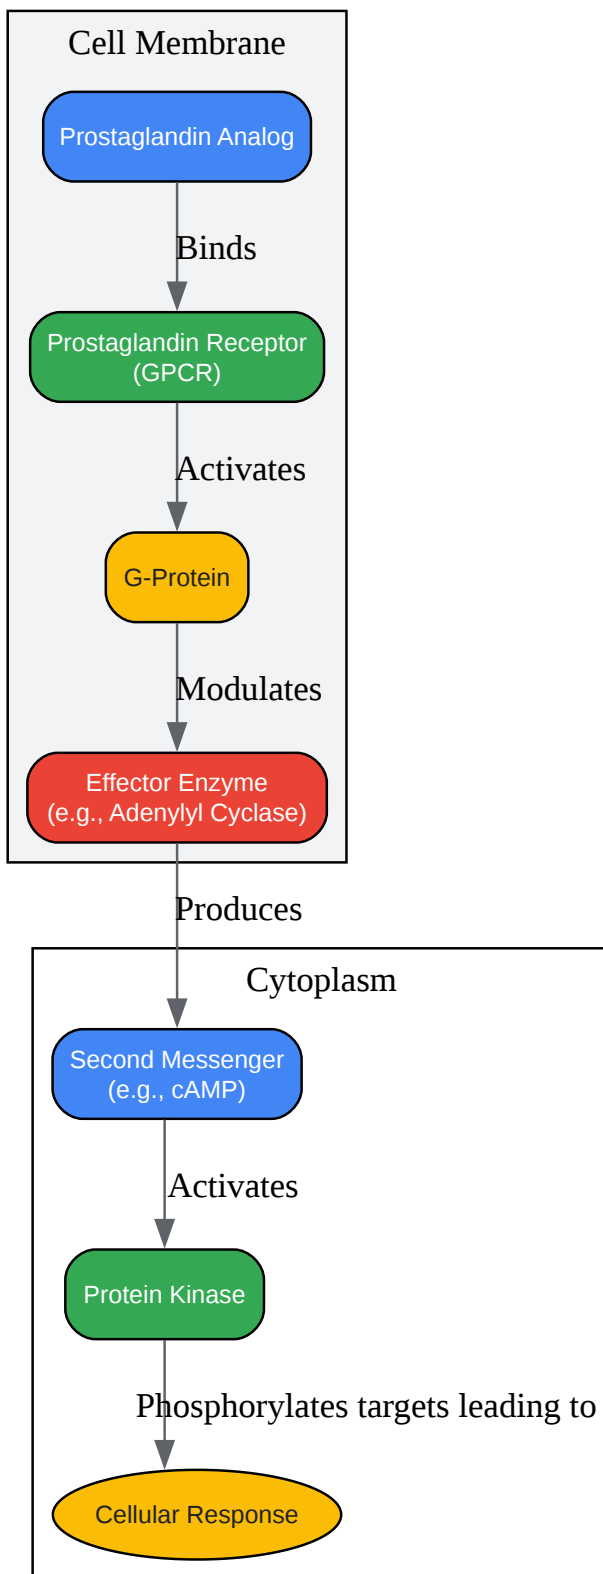 Cell Membrane
Prostaglandin Analog
Binds
Prostaglandin Receptor
(GPCR)
Activates
G-Protein
Modulates
Effector Enzyme
(e.g., Adenylyl Cyclase)
Produces
Cytoplasm
Second Messenger
(e.g., cAMP)
Activates
Protein Kinase
Phosphorylates targets leading to
Cellular Response